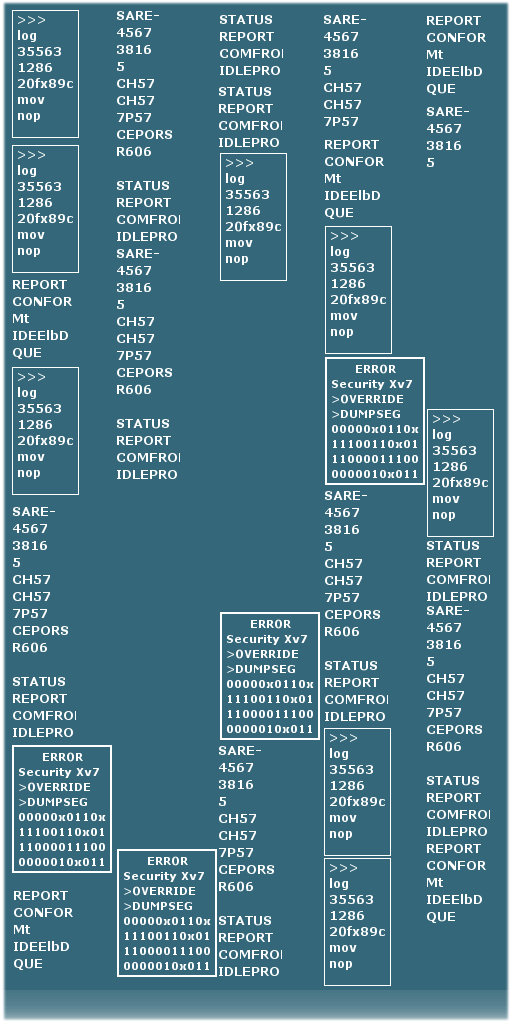 >>>
log
35563
1286
20fx89c
mov
nop
>>>
log
35563
1286
20fx89c
mov
nop
REPORT
CONFOR
Mt
IDEElbD
QUE
>>>
log
35563
1286
20fx89c
mov
nop
SARE-
4567
3816
5
CH57
CH57
7P57
CEPORS
R606
STATUS
REPORT
COMFROI
IDLEPRO
ERROR
Security Xv7
>OVERRIDE
>DUMPSEG
00000x0110x
11100110x01
11000011100
0000010x011
REPORT
CONFOR
Mt
IDEElbD
QUE
SARE-
4567
3816
5
CH57
CH57
7P57
CEPORS
R606
STATUS
REPORT
COMFROI
IDLEPRO
SARE-
4567
3816
5
CH57
CH57
7P57
CEPORS
R606
STATUS
REPORT
COMFROI
IDLEPRO
ERROR
Security Xv7
>OVERRIDE
>DUMPSEG
00000x0110x
11100110x01
11000011100
0000010x011
STATUS
REPORT
COMFROI
IDLEPRO
STATUS
REPORT
COMFROI
IDLEPRO
>>>
log
35563
1286
20fx89c
mov
nop
ERROR
Security Xv7
>OVERRIDE
>DUMPSEG
00000x0110x
11100110x01
11000011100
0000010x011
SARE-
4567
3816
5
CH57
CH57
7P57
CEPORS
R606
STATUS
REPORT
COMFROI
IDLEPRO
SARE-
4567
3816
5
CH57
CH57
7P57
REPORT
CONFOR
Mt
IDEElbD
QUE
>>>
log
35563
1286
20fx89c
mov
nop
ERROR
Security Xv7
>OVERRIDE
>DUMPSEG
00000x0110x
11100110x01
11000011100
0000010x011
SARE-
4567
3816
5
CH57
CH57
7P57
CEPORS
R606
STATUS
REPORT
COMFROI
IDLEPRO
>>>
log
35563
1286
20fx89c
mov
nop
>>>
log
35563
1286
20fx89c
mov
nop
REPORT
CONFOR
Mt
IDEElbD
QUE
SARE-
4567
3816
5
>>>
log
35563
1286
20fx89c
mov
nop
STATUS
REPORT
COMFROI
IDLEPRO
SARE-
4567
3816
5
CH57
CH57
7P57
CEPORS
R606
STATUS
REPORT
COMFROI
IDLEPRO
REPORT
CONFOR
Mt
IDEElbD
QUE